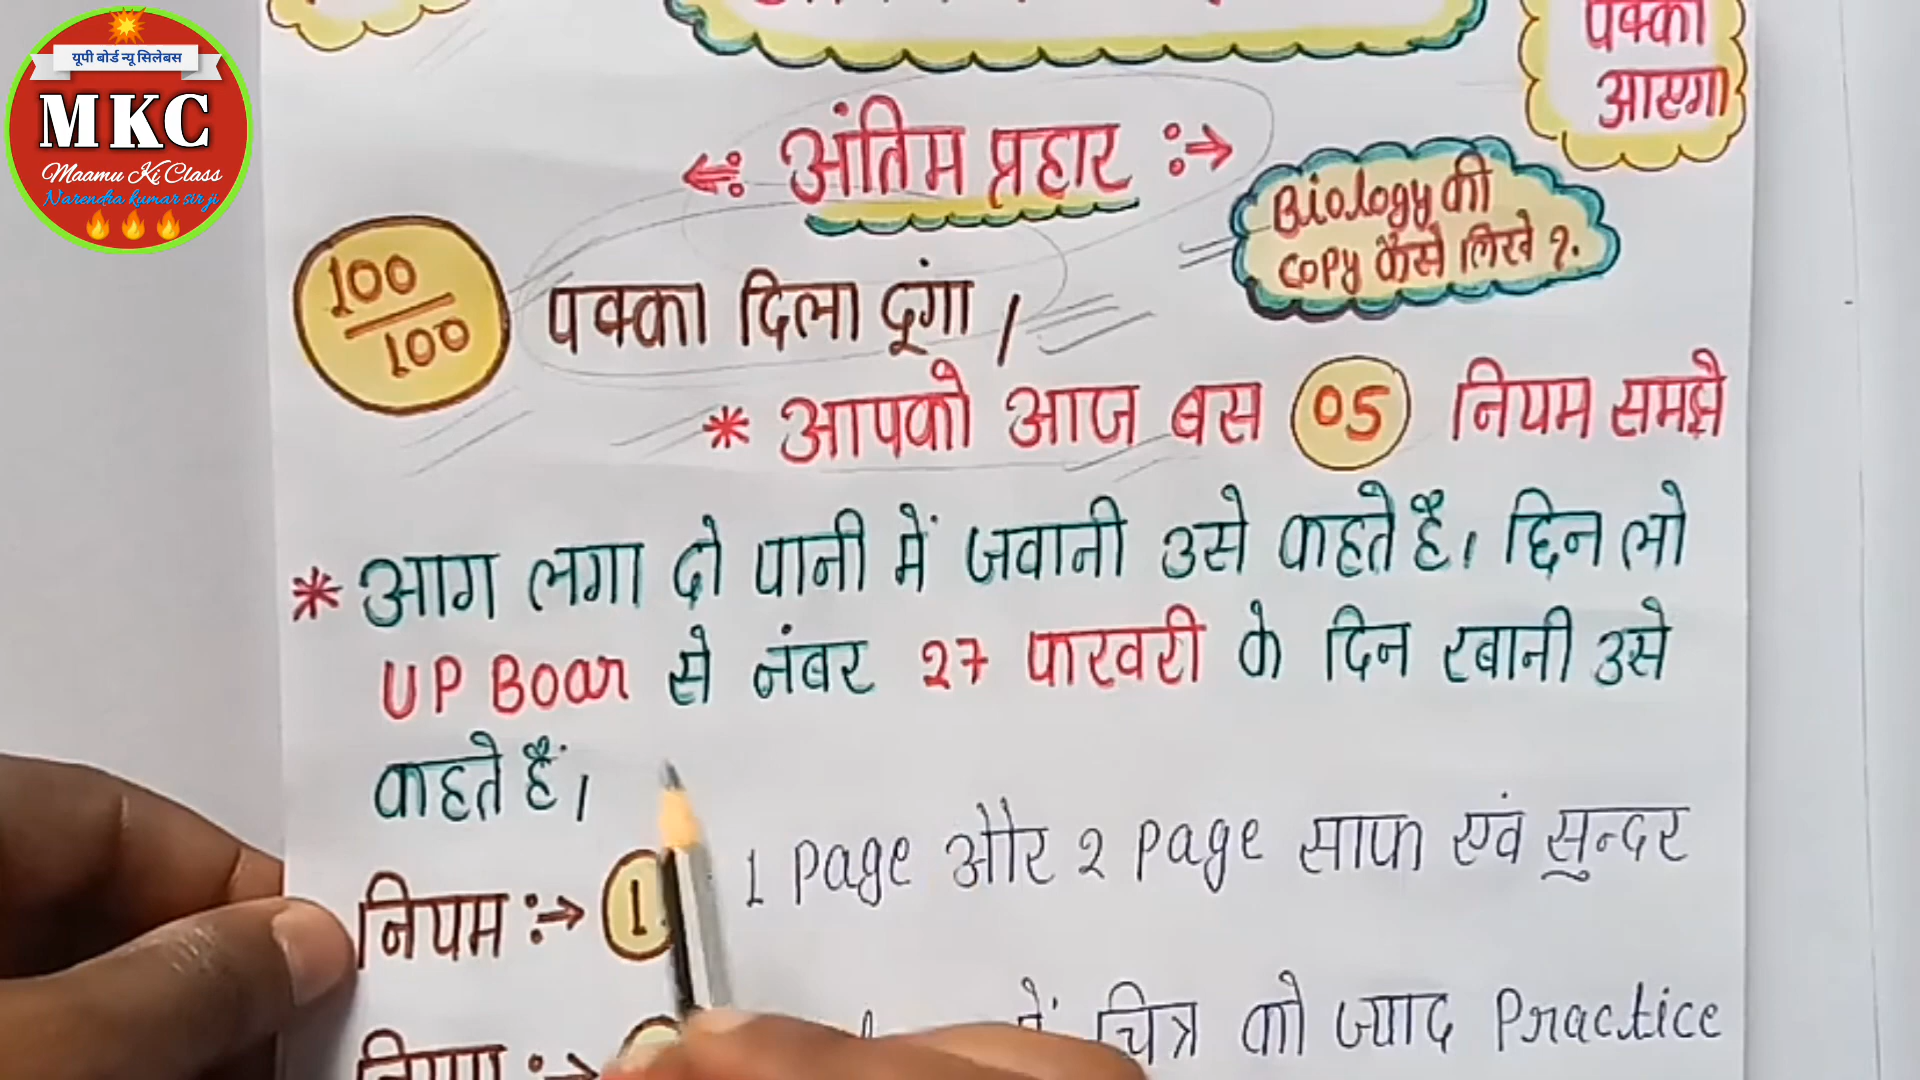 यूपी बोर्ड न्यू सिलेबस
MKC
Maamu Ki Class
Narendra kumar sir ji
पक्का
आएगा
अंतिम प्रहार :→
Biology की
copy कैसे लिखे ?.
100/100 पक्का दिला दूंगा।
* आपको आज बस 05 नियम समझे
* आग लगा दो पानी में जवानी उसे कहते है। छिन लो
UP Boar से नंबर 27 फरवरी के दिन रवानी उसे
कहते हैं।
नियम :→ 1 1 Page और 2 Page साफ एवं सुन्दर
नियम :→ में चित्र को ज्याद Practice